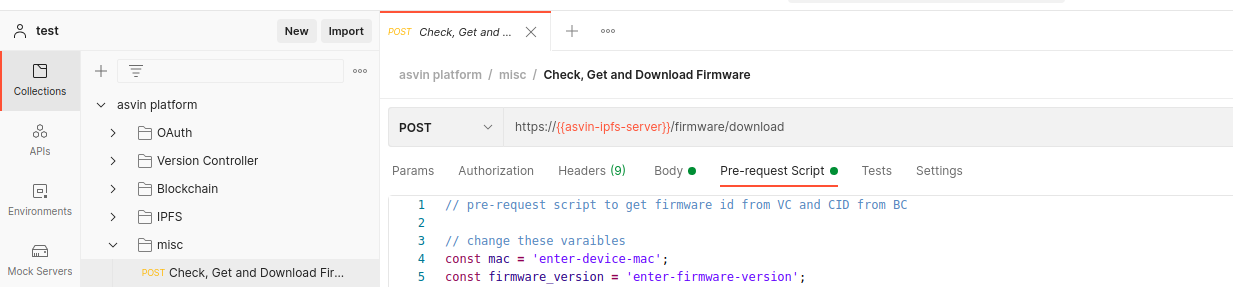 test
New
Import
Collections
APIs
Environments
Mock Servers
asvin platform
OAuth
Version Controller
Blockchain
IPFS
misc
POST Check, Get and Download Fir...
POST Check, Get and ...
asvin platform / misc / Check, Get and Download Firmware
POST https://{{asvin-ipfs-server}}/firmware/download
Params Authorization Headers (9) Body Pre-request Script Tests Settings
1 // pre-request script to get firmware id from VC and CID from BC
2
3 // change these varaibles
4 const mac = 'enter-device-mac';
5 const firmware_version = 'enter-firmware-version';